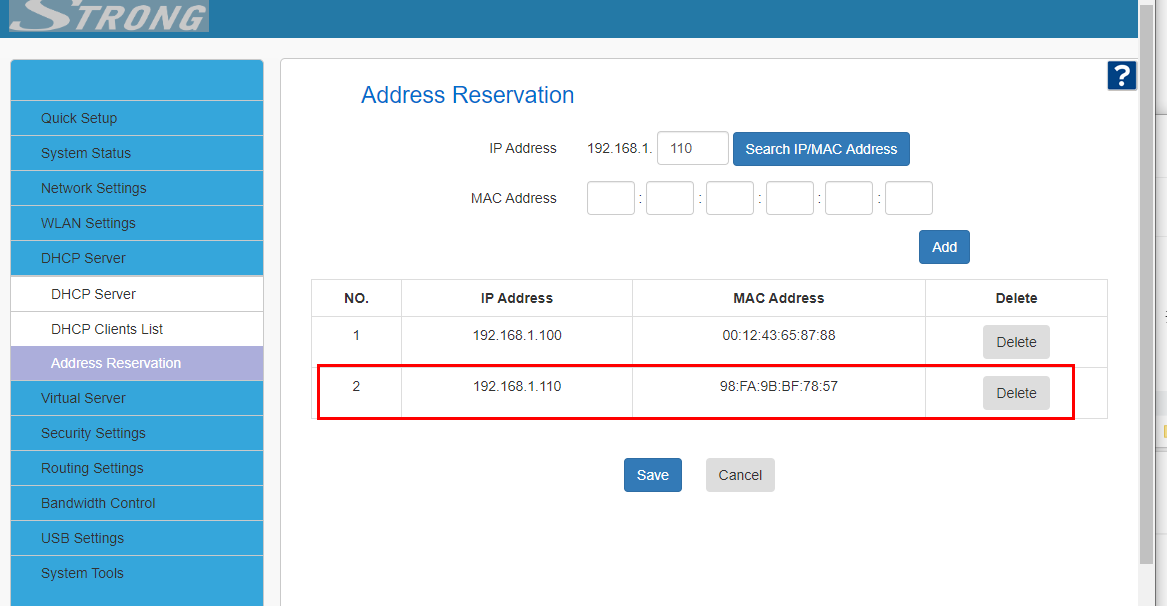 STRONG
?
Quick Setup
System Status
Network Settings
WLAN Settings
DHCP Server
DHCP Server
DHCP Clients List
Address Reservation
Virtual Server
Security Settings
Routing Settings
Bandwidth Control
USB Settings
System Tools
Address Reservation
IP Address 192.168.1. 110 Search IP/MAC Address
MAC Address : : : : :
Add
NO. IP Address MAC Address Delete
1 192.168.1.100 00:12:43:65:87:88 Delete
2 192.168.1.110 98:FA:9B:BF:78:57 Delete
Save Cancel